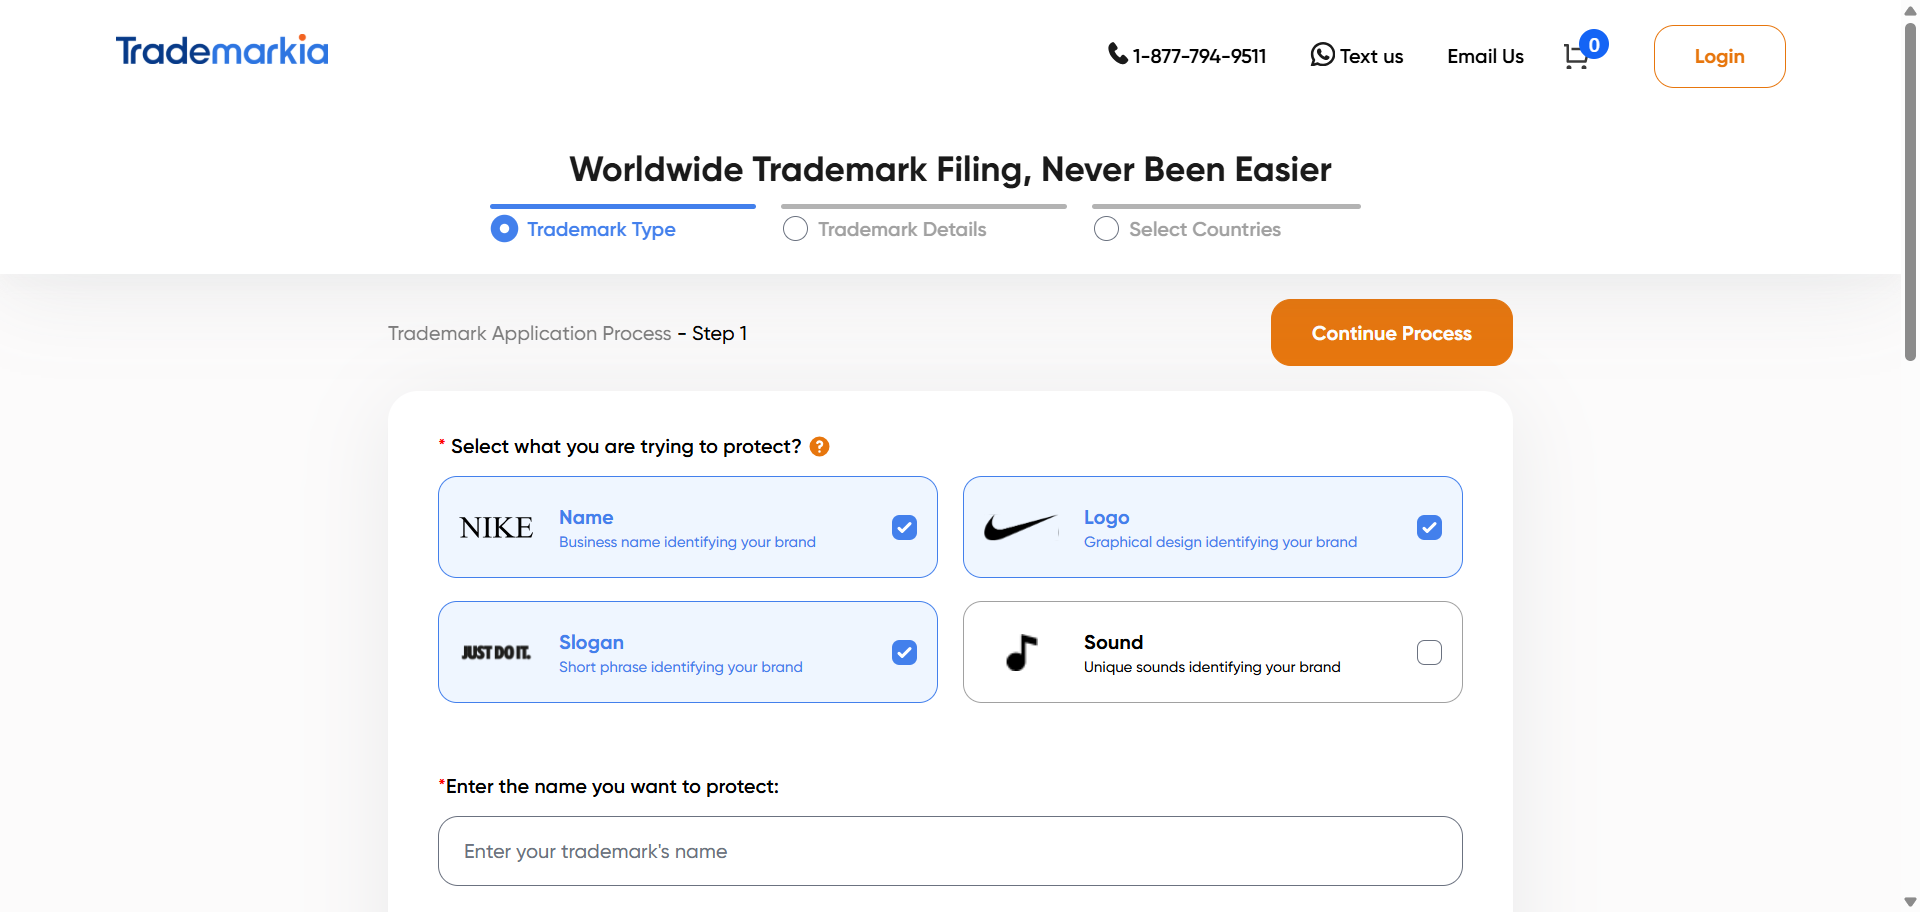 Trademarkia
1-877-794-9511
Text us
Email Us
0
Login
Worldwide Trademark Filing, Never Been Easier
Trademark Type
Trademark Details
Select Countries
Trademark Application Process - Step 1
Continue Process
* Select what you are trying to protect? ?
NIKE
Name
Business name identifying your brand
Logo
Graphical design identifying your brand
JUST DO IT.
Slogan
Short phrase identifying your brand
Sound
Unique sounds identifying your brand
*Enter the name you want to protect:
Enter your trademark's name